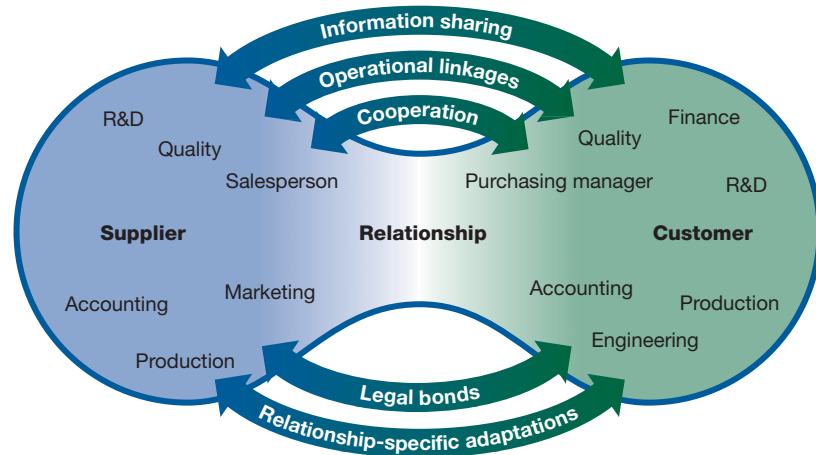 Information sharing
Operational linkages
Cooperation
R&D
Quality
Salesperson
Supplier
Accounting
Marketing
Production
Relationship
Finance
Quality
Purchasing manager
R&D
Customer
Accounting
Production
Engineering
Legal bonds
Relationship-specific adaptations